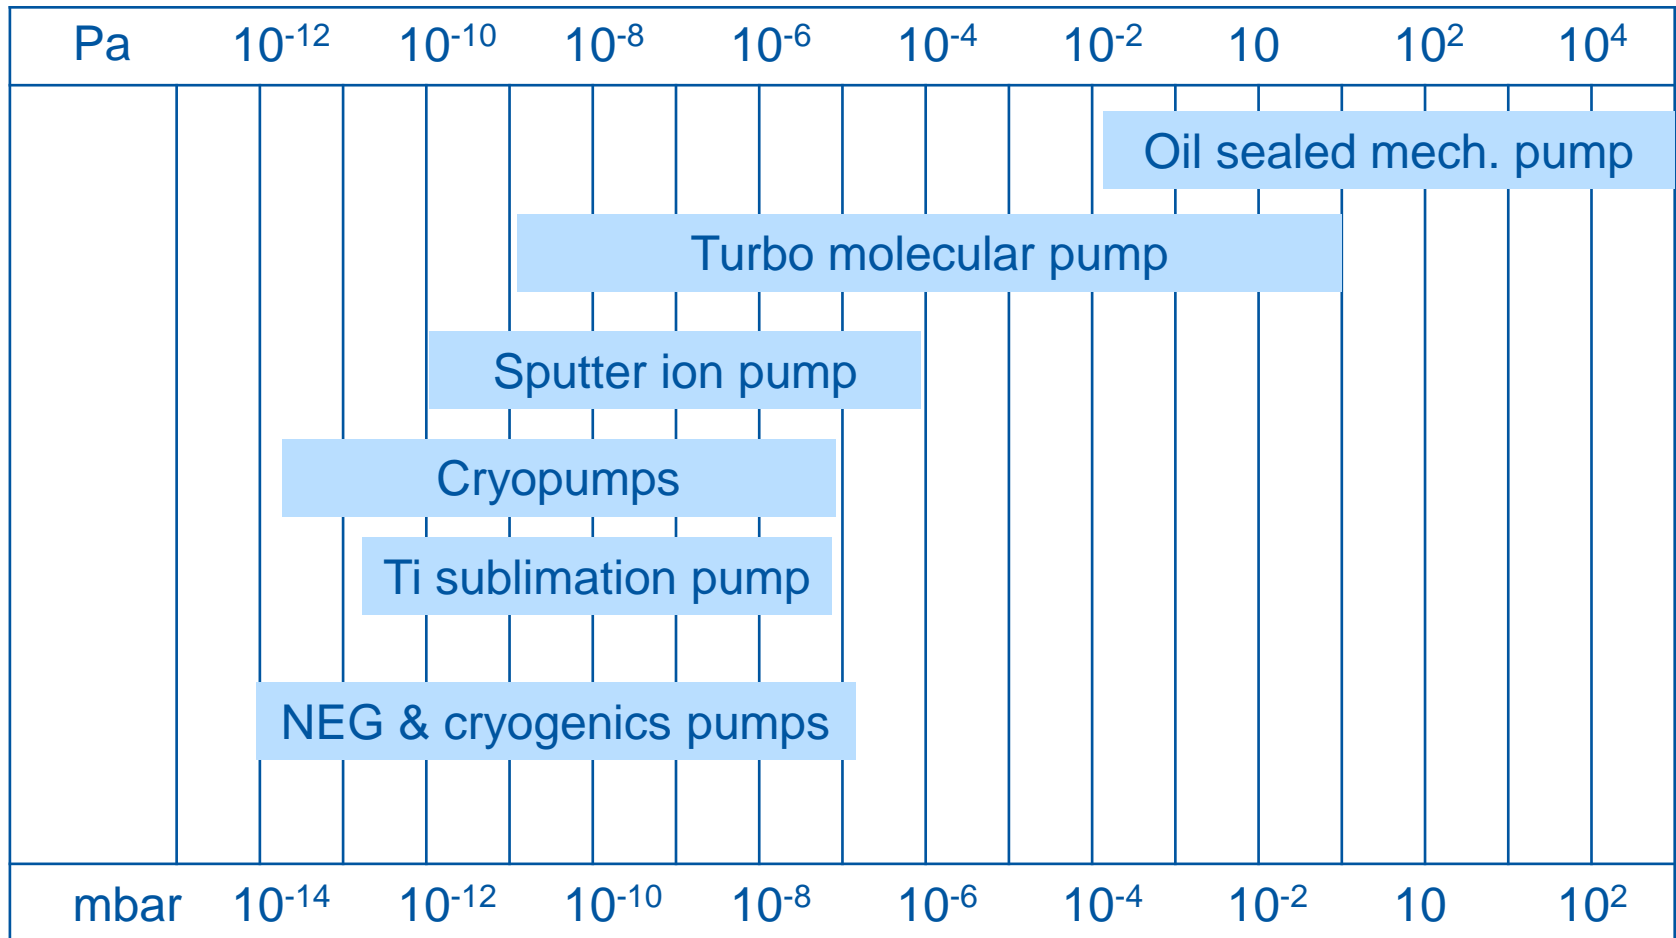 Pa 10⁻¹² 10⁻¹⁰ 10⁻⁸ 10⁻⁶ 10⁻⁴ 10⁻² 10 10² 10⁴
Oil sealed mech. pump
Turbo molecular pump
Sputter ion pump
Cryopumps
Ti sublimation pump
NEG & cryogenics pumps
mbar 10⁻¹⁴ 10⁻¹² 10⁻¹⁰ 10⁻⁸ 10⁻⁶ 10⁻⁴ 10⁻² 10 10²